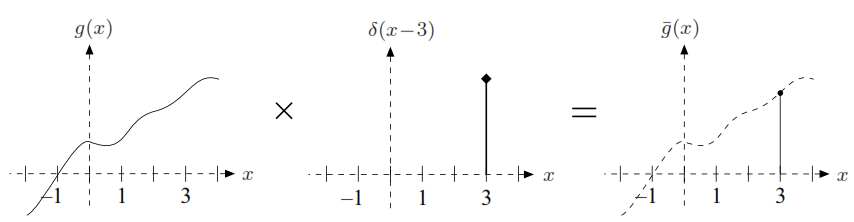 g(x) δ(x−3) ḡ(x)
× =
−1 1 3 x −1 1 3 x −1 1 3 x